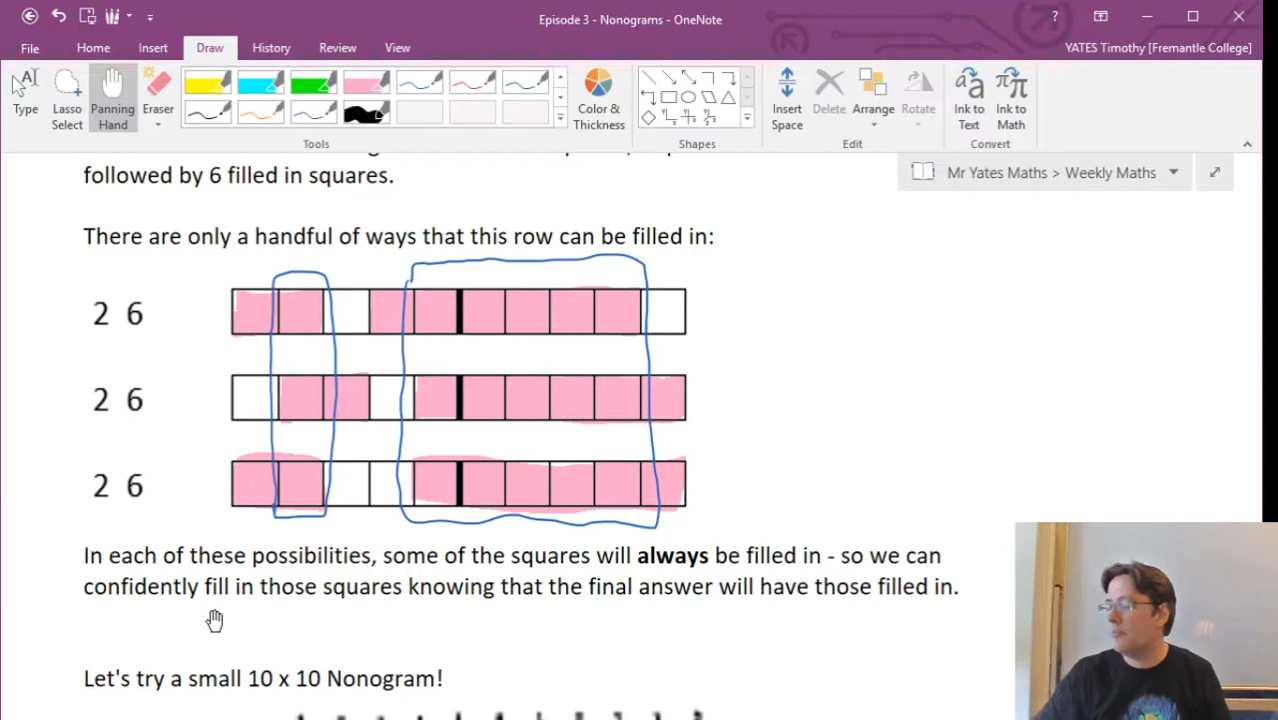 Episode 3 - Nonograms - OneNote
?
File Home Insert Draw History Review View
YATES Timothy [Fremantle College]
Type
Lasso Select
Panning Hand
Eraser
Color & Thickness
Insert Space
Delete
Arrange
Rotate
Ink to Text
Ink to Math
Tools
Shapes
Edit
Convert
followed by 6 filled in squares.
Mr Yates Maths > Weekly Maths
There are only a handful of ways that this row can be filled in:
2 6
2 6
2 6
In each of these possibilities, some of the squares will always be filled in - so we can
confidently fill in those squares knowing that the final answer will have those filled in.
Let's try a small 10 x 10 Nonogram!